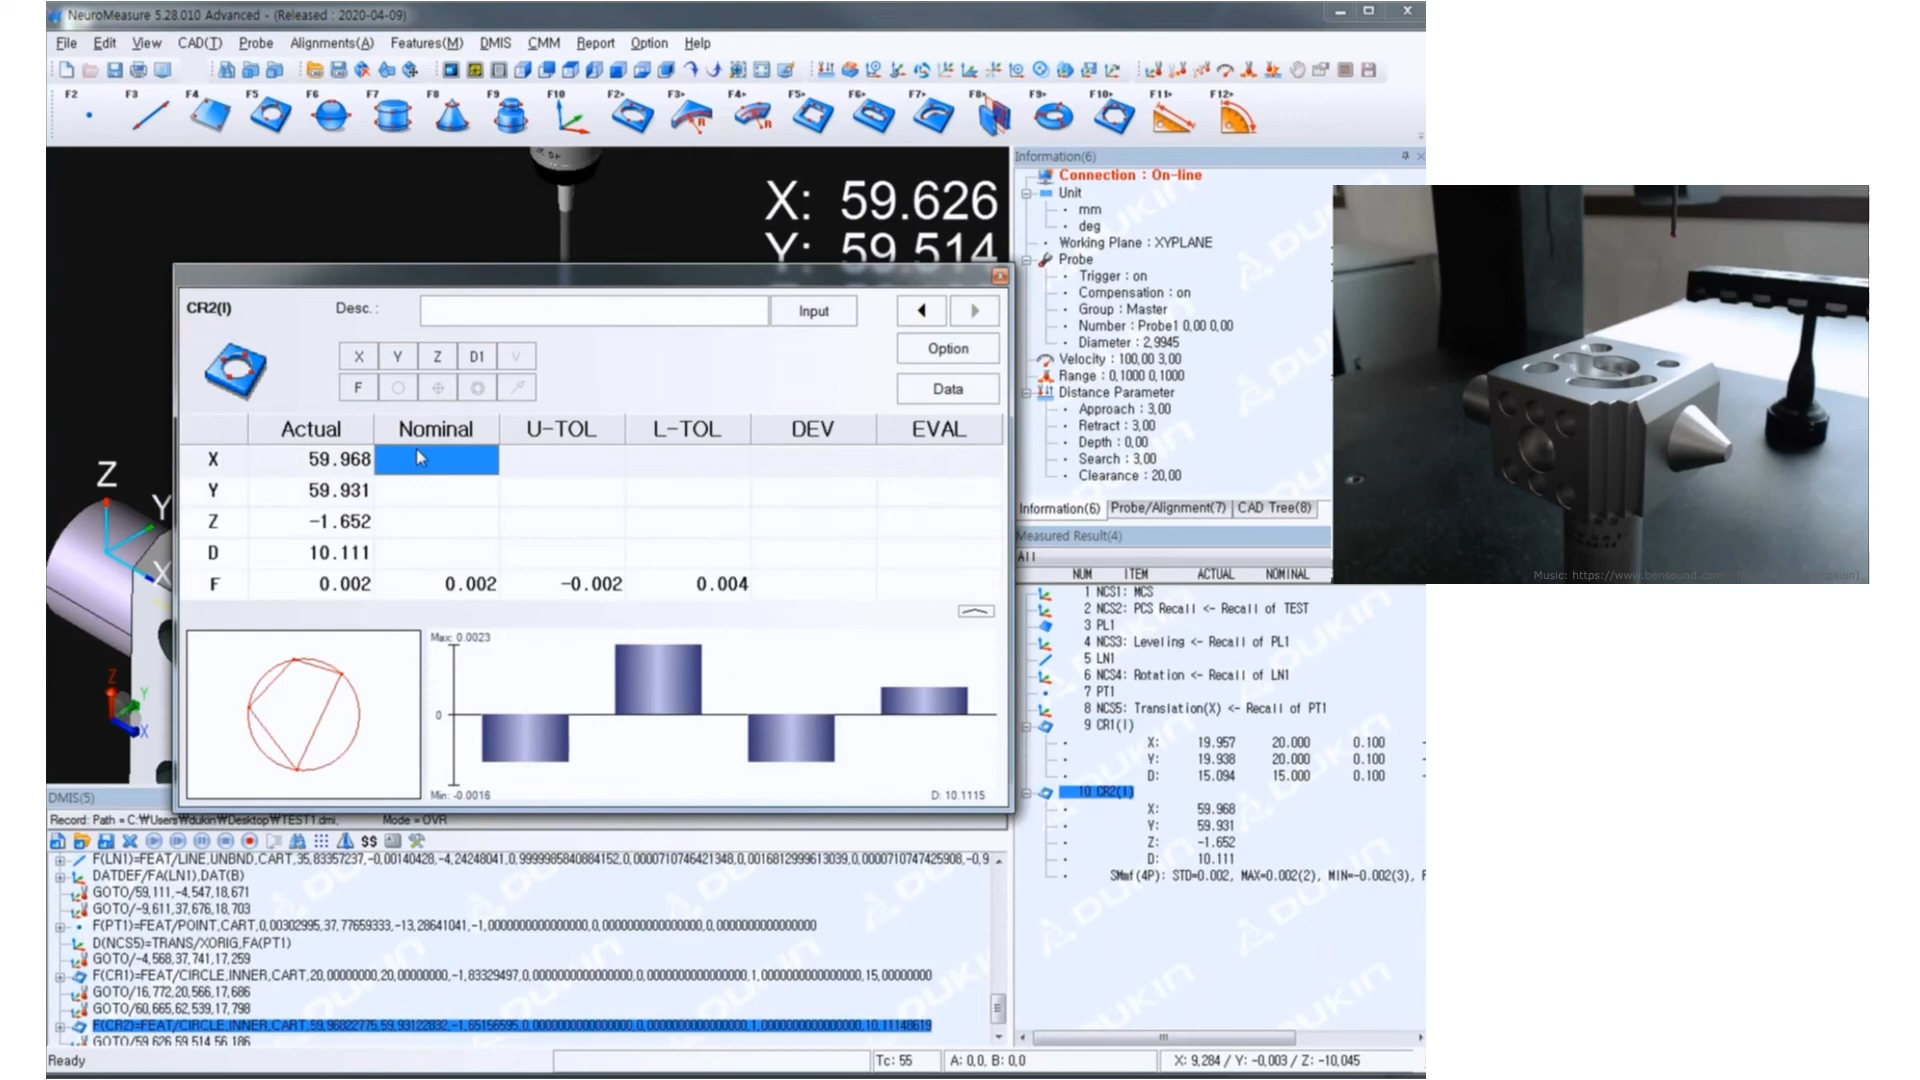 NeuroMeasure 5.28.010 Advanced - (Released : 2020-04-09)
File Edit View CAD(T) Probe Alignments(A) Features(M) DMIS CMM Report Option Help
F2 F3 F4 F5 F6 F7 F8 F9 F10 F2> F3> F4> F5> F6> F7> F8> F9> F10> F11> F12>
X: 59.626
Y: 59.514
CR2(I) Desc.: Input
Option
X Y Z D1 V
F
Data
Actual Nominal U-TOL L-TOL DEV EVAL
X 59.968
Y 59.931
Z -1.652
D 10.111
F 0.002 0.002 -0.002 0.004
Max: 0.0023
0
Min: -0.0016
D: 10.1115
Z
Y
X
Z
Y
X
Information(6)
Connection : On-line
Unit
mm
deg
Working Plane : XYPLANE
Probe
Trigger : on
Compensation : on
Group : Master
Number : Probe1 0,00 0,00
Diameter : 2,9945
Velocity : 100,00 3,00
Range : 0,1000 0,1000
Distance Parameter
Approach : 3,00
Retract : 3,00
Depth : 0,00
Search : 3,00
Clearance : 20,00
Information(6) Probe/Alignment(7) CAD Tree(8)
Measured Result(4)
All
NUM ITEM ACTUAL NOMINAL
1 NCS1: MCS
2 NCS2: PCS Recall <- Recall of TEST
3 PL1
4 NCS3: Leveling <- Recall of PL1
5 LN1
6 NCS4: Rotation <- Recall of LN1
7 PT1
8 NCS5: Translation(X) <- Recall of PT1
9 CR1(I)
X: 19.957 20.000 0.100
Y: 19.938 20.000 0.100
D: 15.094 15.000 0.100
10 CR2(I)
X: 59.968
Y: 59.931
Z: -1.652
D: 10.111
SMmf(4P): STD=0.002, MAX=0.002(2), MIN=-0.002(3), F
Music: https://www.bensound.com
DMIS(5)
Record: Path = C:₩Users₩dukin₩Desktop₩TEST1.dmi, Mode = OVR
$$
F(LN1)=FEAT/LINE,UNBND,CART,35,83357237,-0,00140428,-4,24248041,0,9999985840884152,0,0000710746421348,0,0016812999613039,0,0000710747425908,-0,9
DATDEF/FA(LN1),DAT(B)
GOTO/59,111,-4,547,18,671
GOTO/-9,611,37,676,18,703
F(PT1)=FEAT/POINT,CART,0,00302995,37,77659333,-13,28641041,-1,0000000000000000,0,0000000000000000,0,0000000000000000
D(NCS5)=TRANS/XORIG,FA(PT1)
GOTO/-4,568,37,741,17,259
F(CR1)=FEAT/CIRCLE,INNER,CART,20,00000000,20,00000000,-1,83329497,0,0000000000000000,0,0000000000000000,1,0000000000000000,15,00000000
GOTO/16,772,20,566,17,686
GOTO/60,665,62,539,17,798
F(CR2)=FEAT/CIRCLE,INNER,CART,59,96822775,59,93122832,-1,65156595,0,0000000000000000,0,0000000000000000,1,0000000000000000,10,11148619
GOTO/59,626,59,514,56,186
Ready Tc: 55 A: 0,0, B: 0,0 X: 9,284 / Y: -0,003 / Z: -10,045